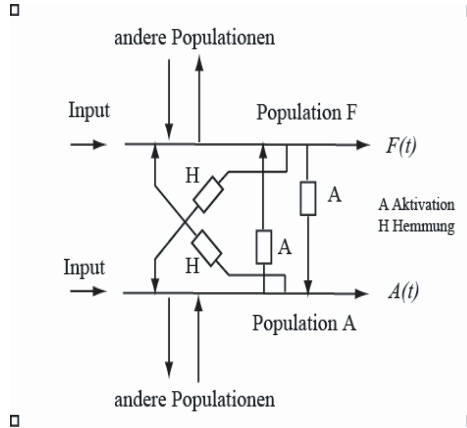 andere Populationen
Input
Population F
F(t)
H
A
A Aktivation
H Hemmung
A
H
Input
A(t)
Population A
andere Populationen